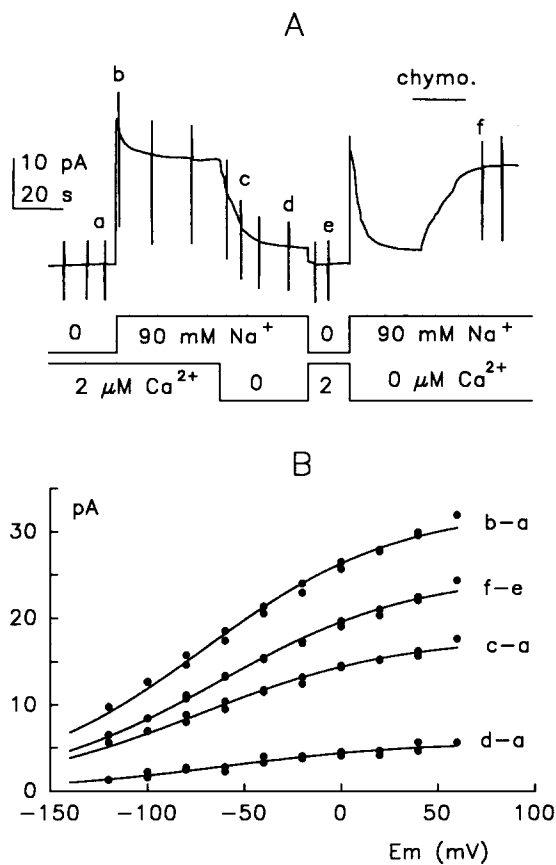 A
b
chymo.
f
10 pA
20 s
c
a
d
e
0 90 mM Na⁺ 0 90 mM Na⁺
2 μM Ca²⁺ 0 2 0 μM Ca²⁺
B
pA
30
b–a
f–e
20
c–a
10
d–a
0
−150 −100 −50 0 50 100
Em (mV)